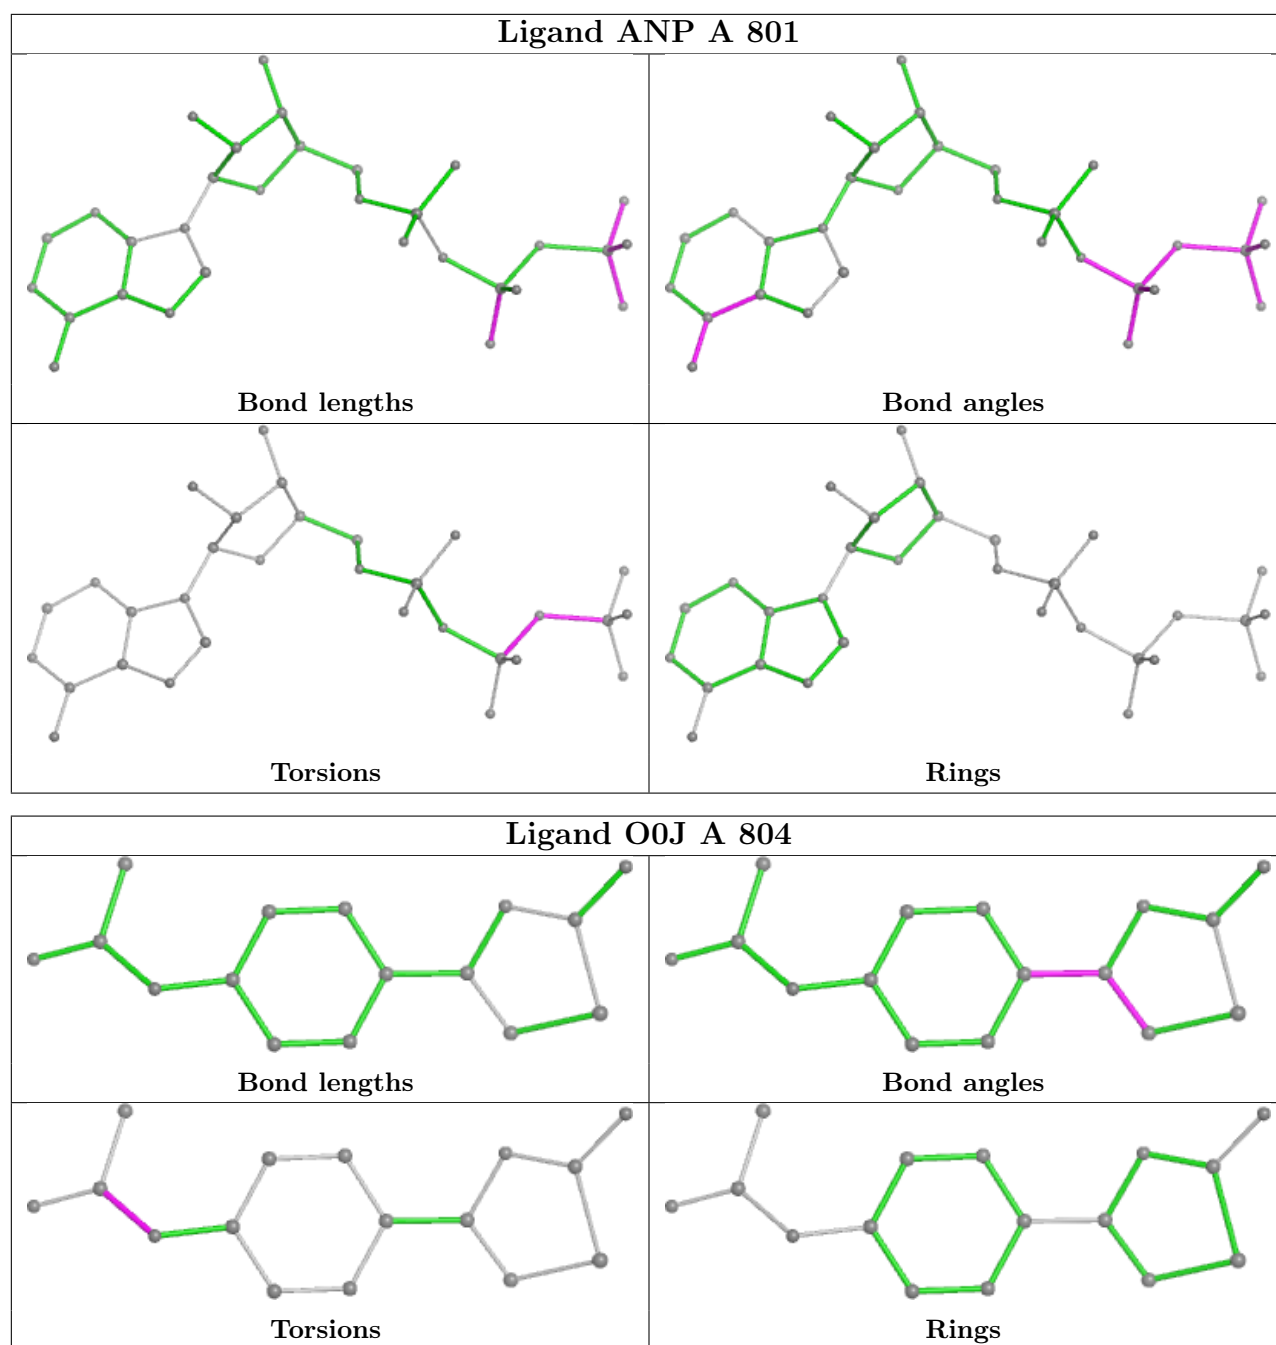 Ligand ANP A 801
Bond lengths
Bond angles
Torsions
Rings
Ligand O0J A 804
Bond lengths
Bond angles
Torsions
Rings